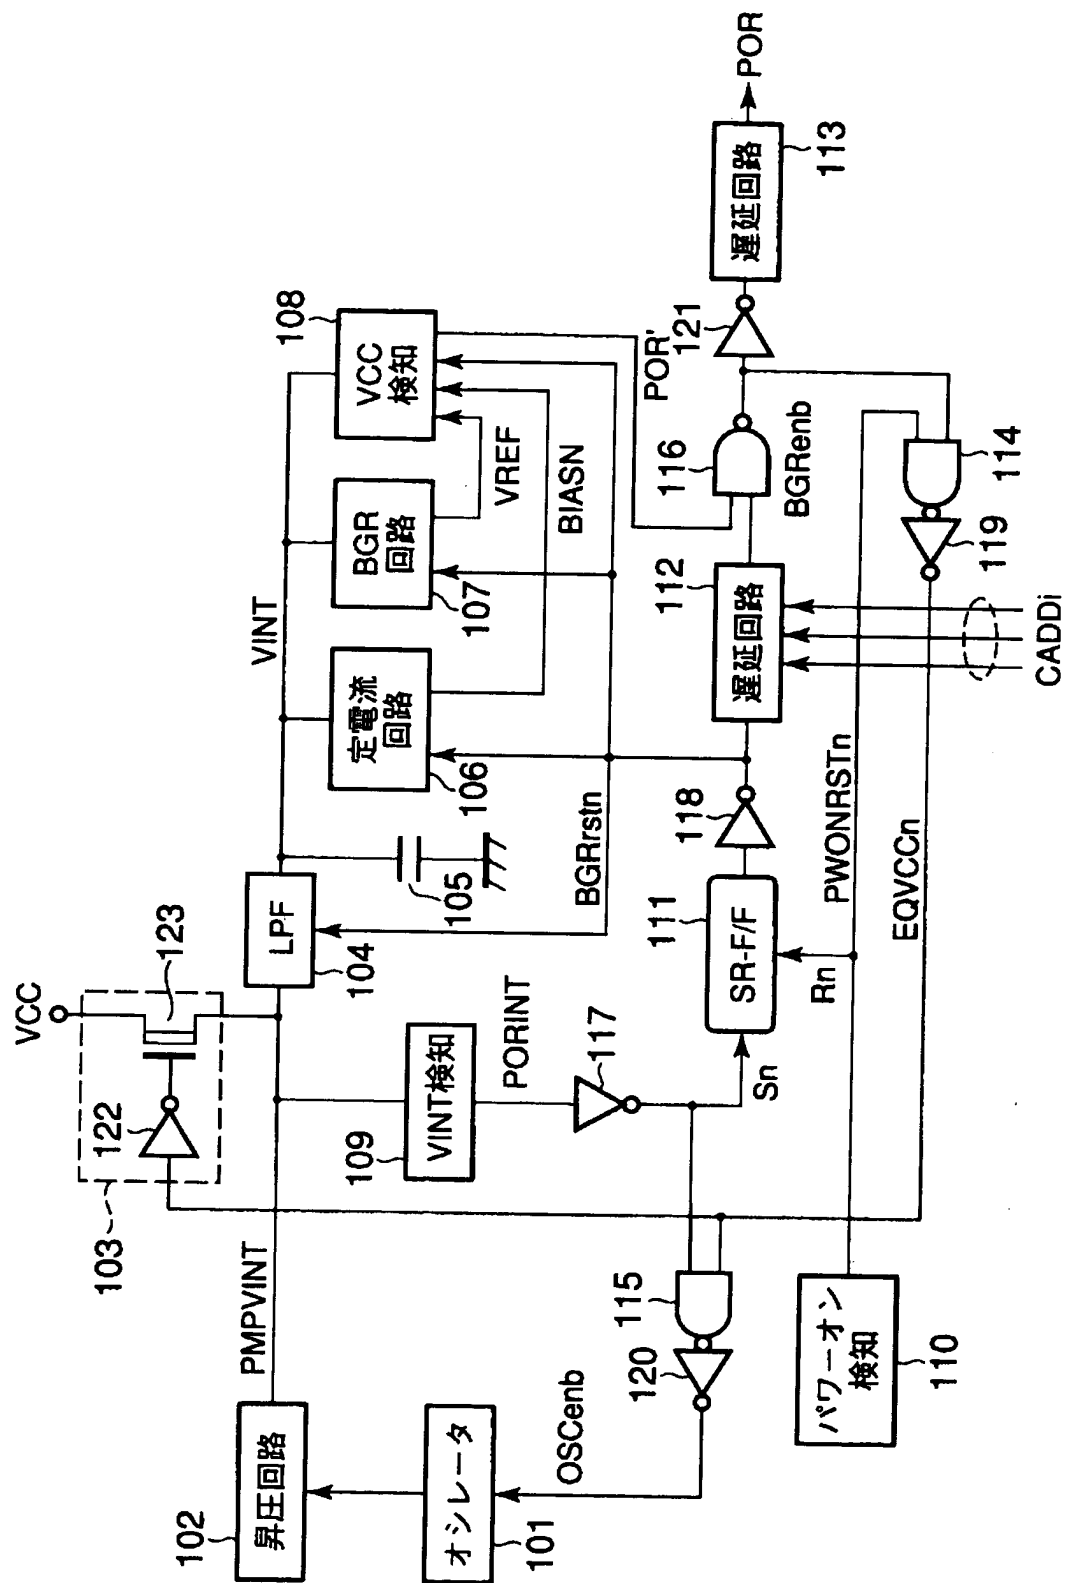 VCC
103
122
123
PMPVINT
102
昇圧回路
オシレータ
101
OSCenb
LPF
104
VINT
105
定電流
回路
106
BGR
回路
107
VCC
検知
108
VREF
BIASN
BGRrstn
VINT検知
109
PORINT
117
Sn
115
120
SR-F/F
111
Rn
118
遅延回路
112
BGRenb
116
POR'
121
遅延回路
113
POR
114
119
PWONRSTn
EQVCCn
CADDi
パワーオン
検知
110